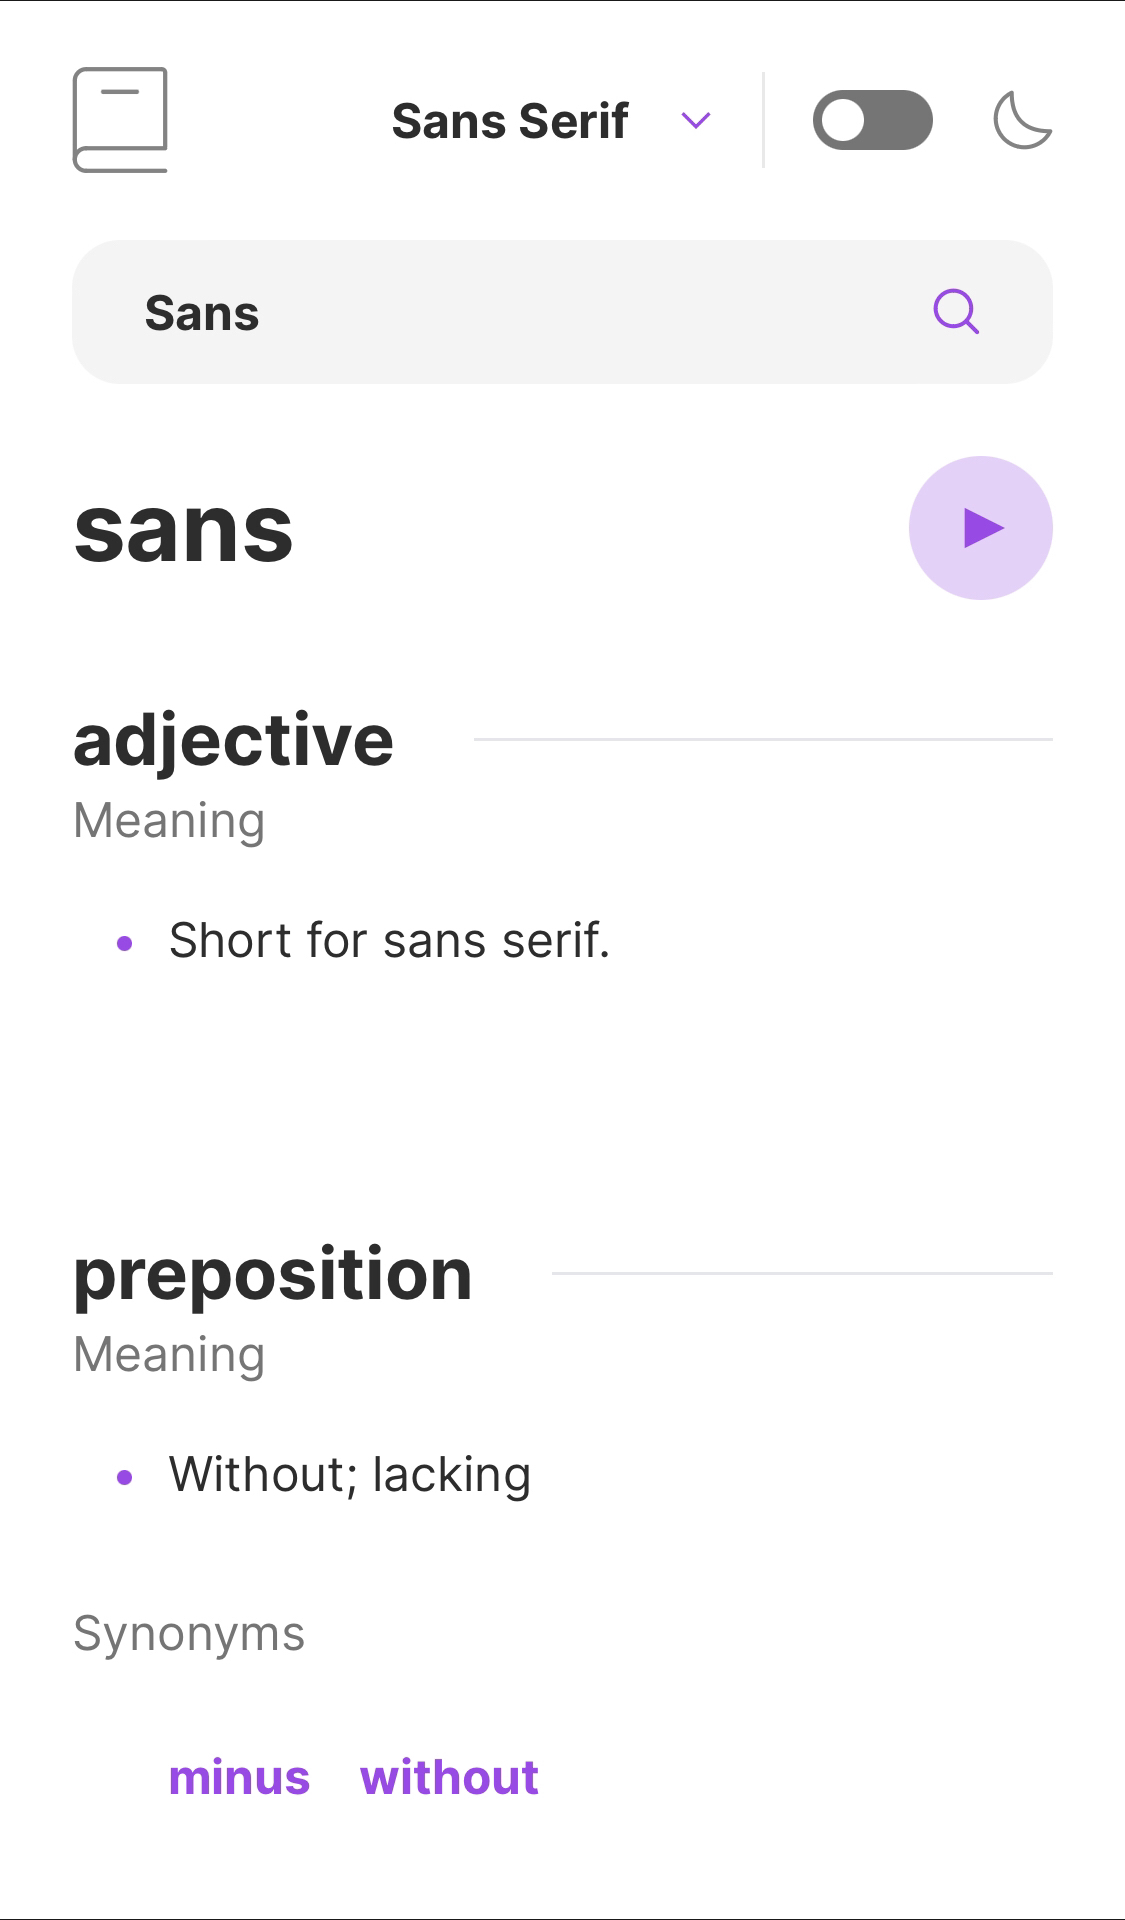 Sans Serif
Sans
sans
adjective
Meaning
Short for sans serif.
preposition
Meaning
Without; lacking
Synonyms
minus without